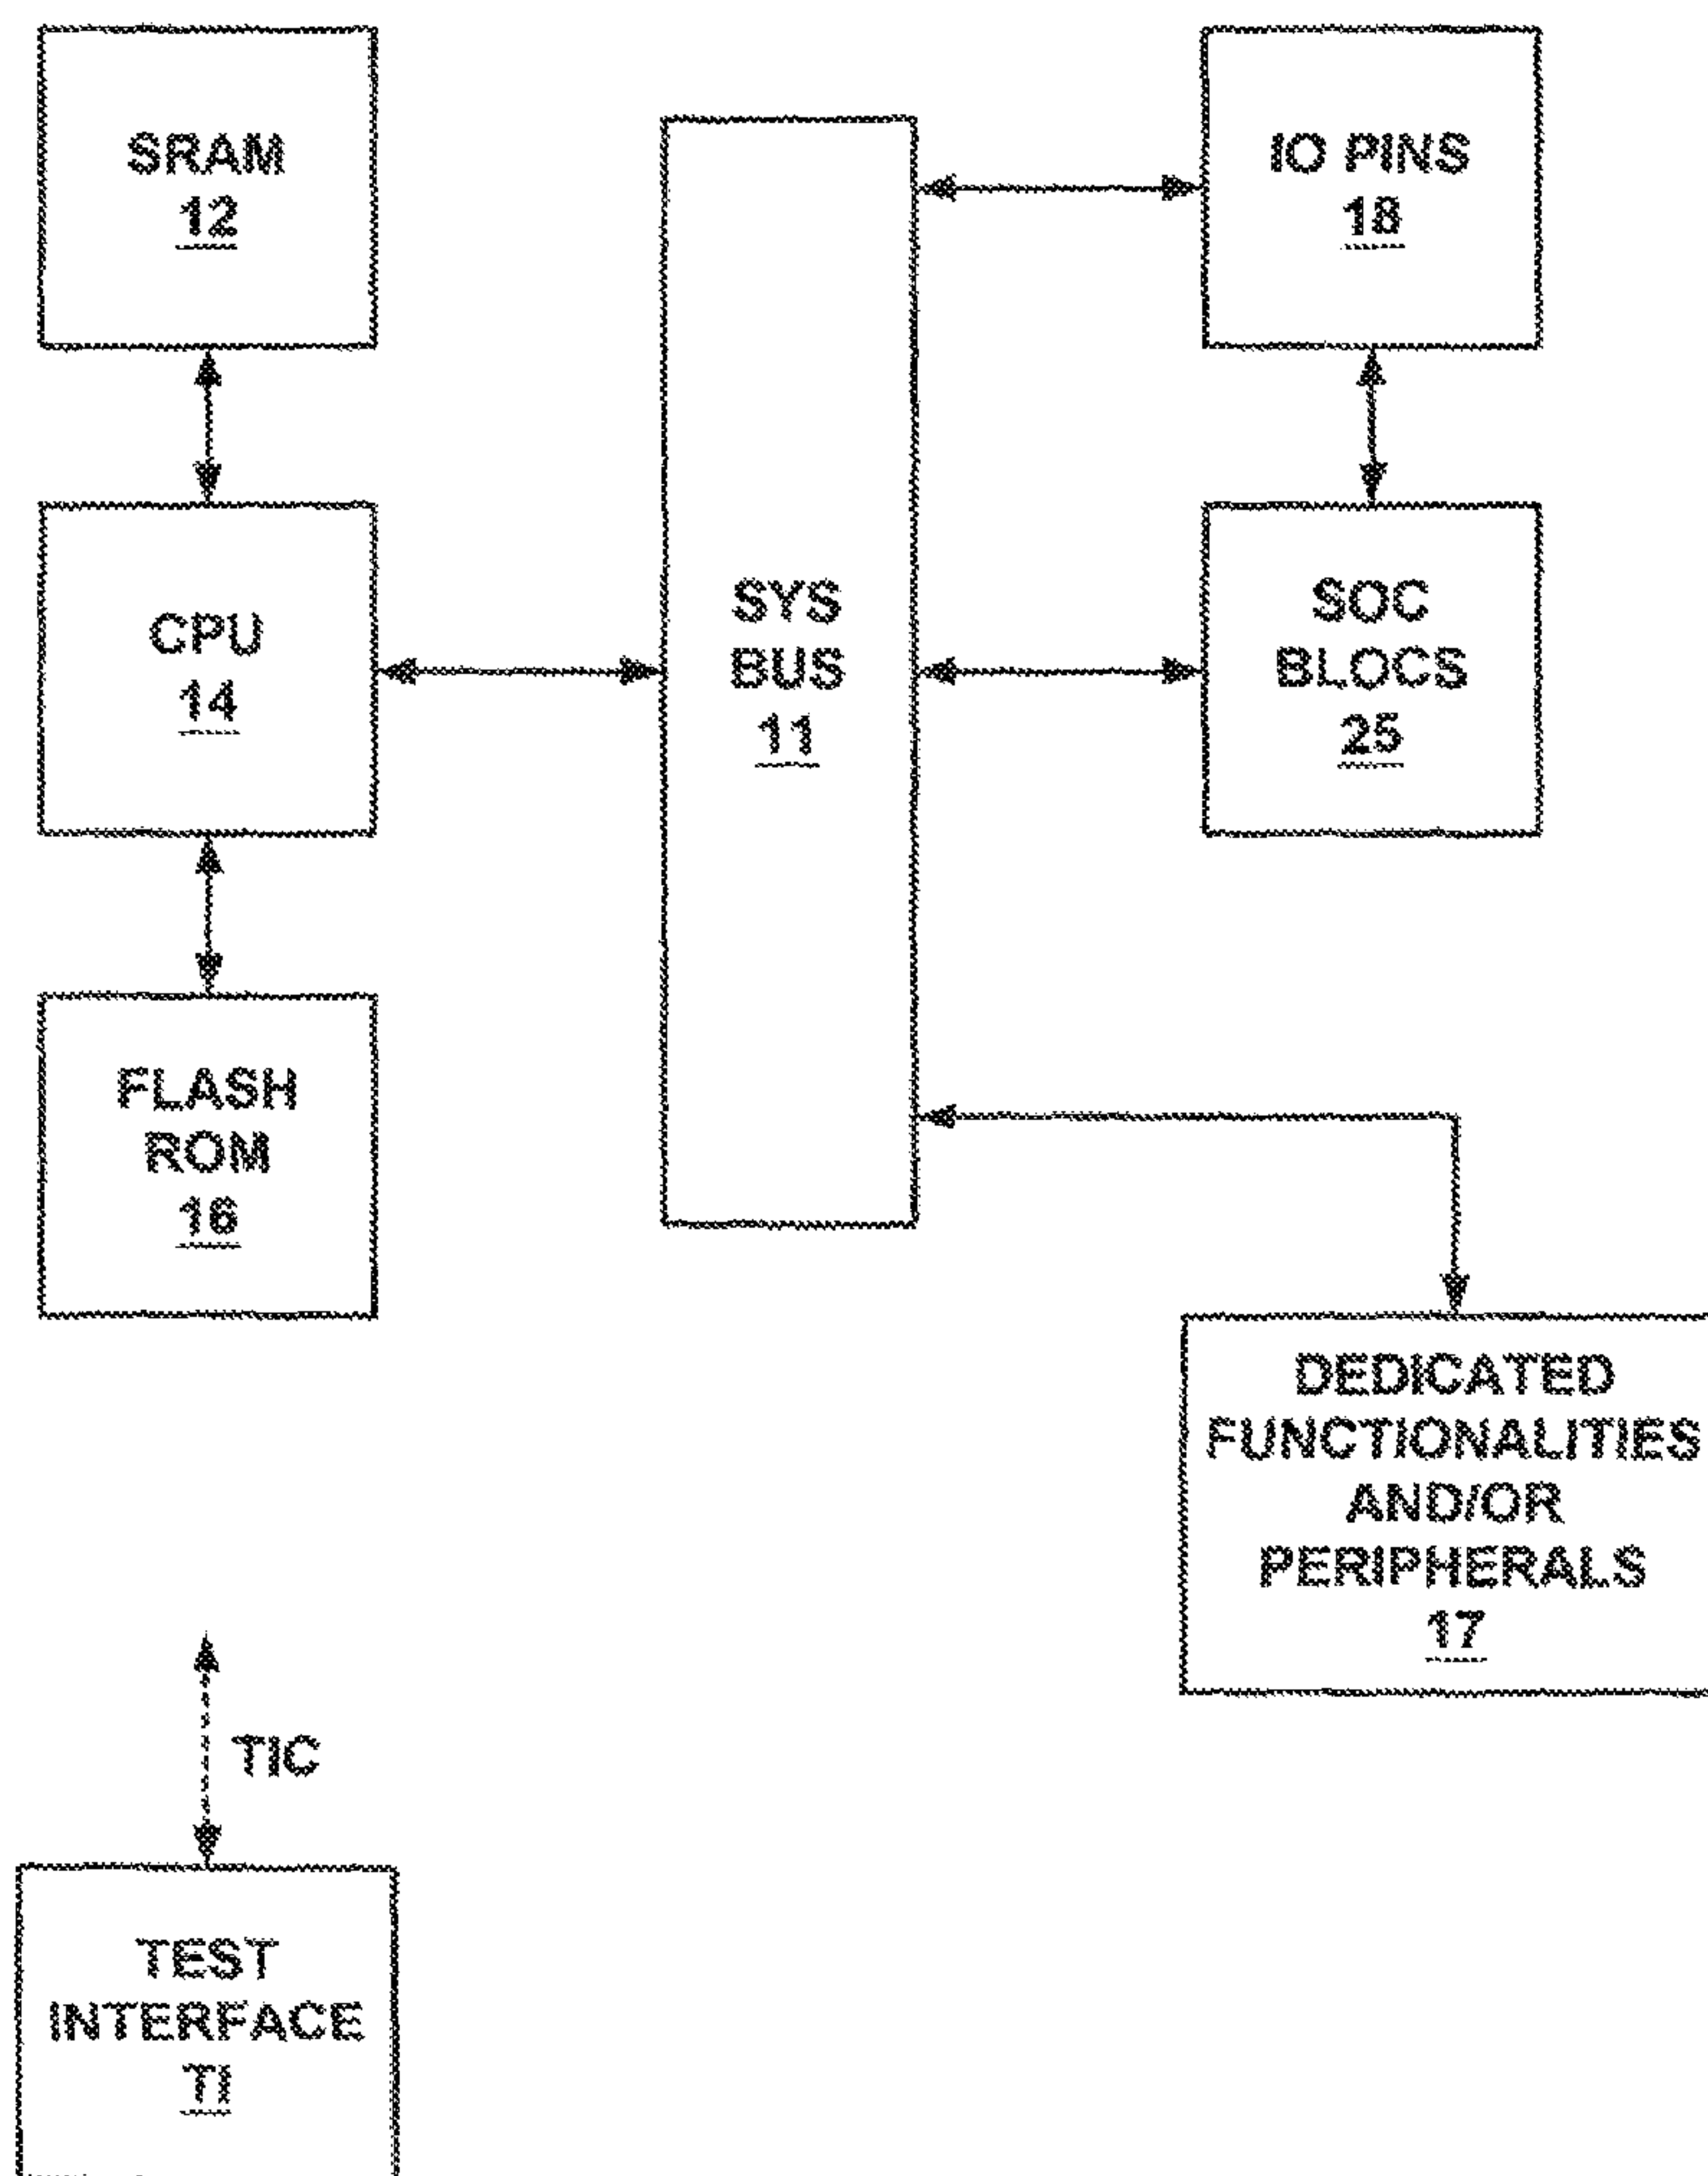 SRAM
12
IO PINS
18
CPU
14
SYS
BUS
11
SOC
BLOCS
25
FLASH
ROM
16
DEDICATED
FUNCTIONALITIES
AND/OR
PERIPHERALS
17
TIC
TEST
INTERFACE
TI